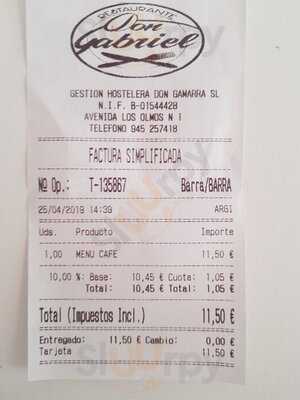 RESTAURANTE
Don
Gabriel
GESTION HOSTELERA DON GAMARRA SL
N.I.F. B-01544428
AVENIDA LOS OLMOS N 1
TELEFONO 945 257418
FACTURA SIMPLIFICADA
Nº Op.: T-135867 Barra/BARRA
25/04/2019 14:39 ARGI
Uds. Producto Importe
1,00 MENU CAFE 11,50 €
10,00 %: Base: 10,45 € Cuota: 1,05 €
Total: 10,45 € Total: 1,05 €
Total (Impuestos Incl.) 11,50 €
Entregado: 11,50 € Cambio: 0,00 €
Tarjeta 11,50 €